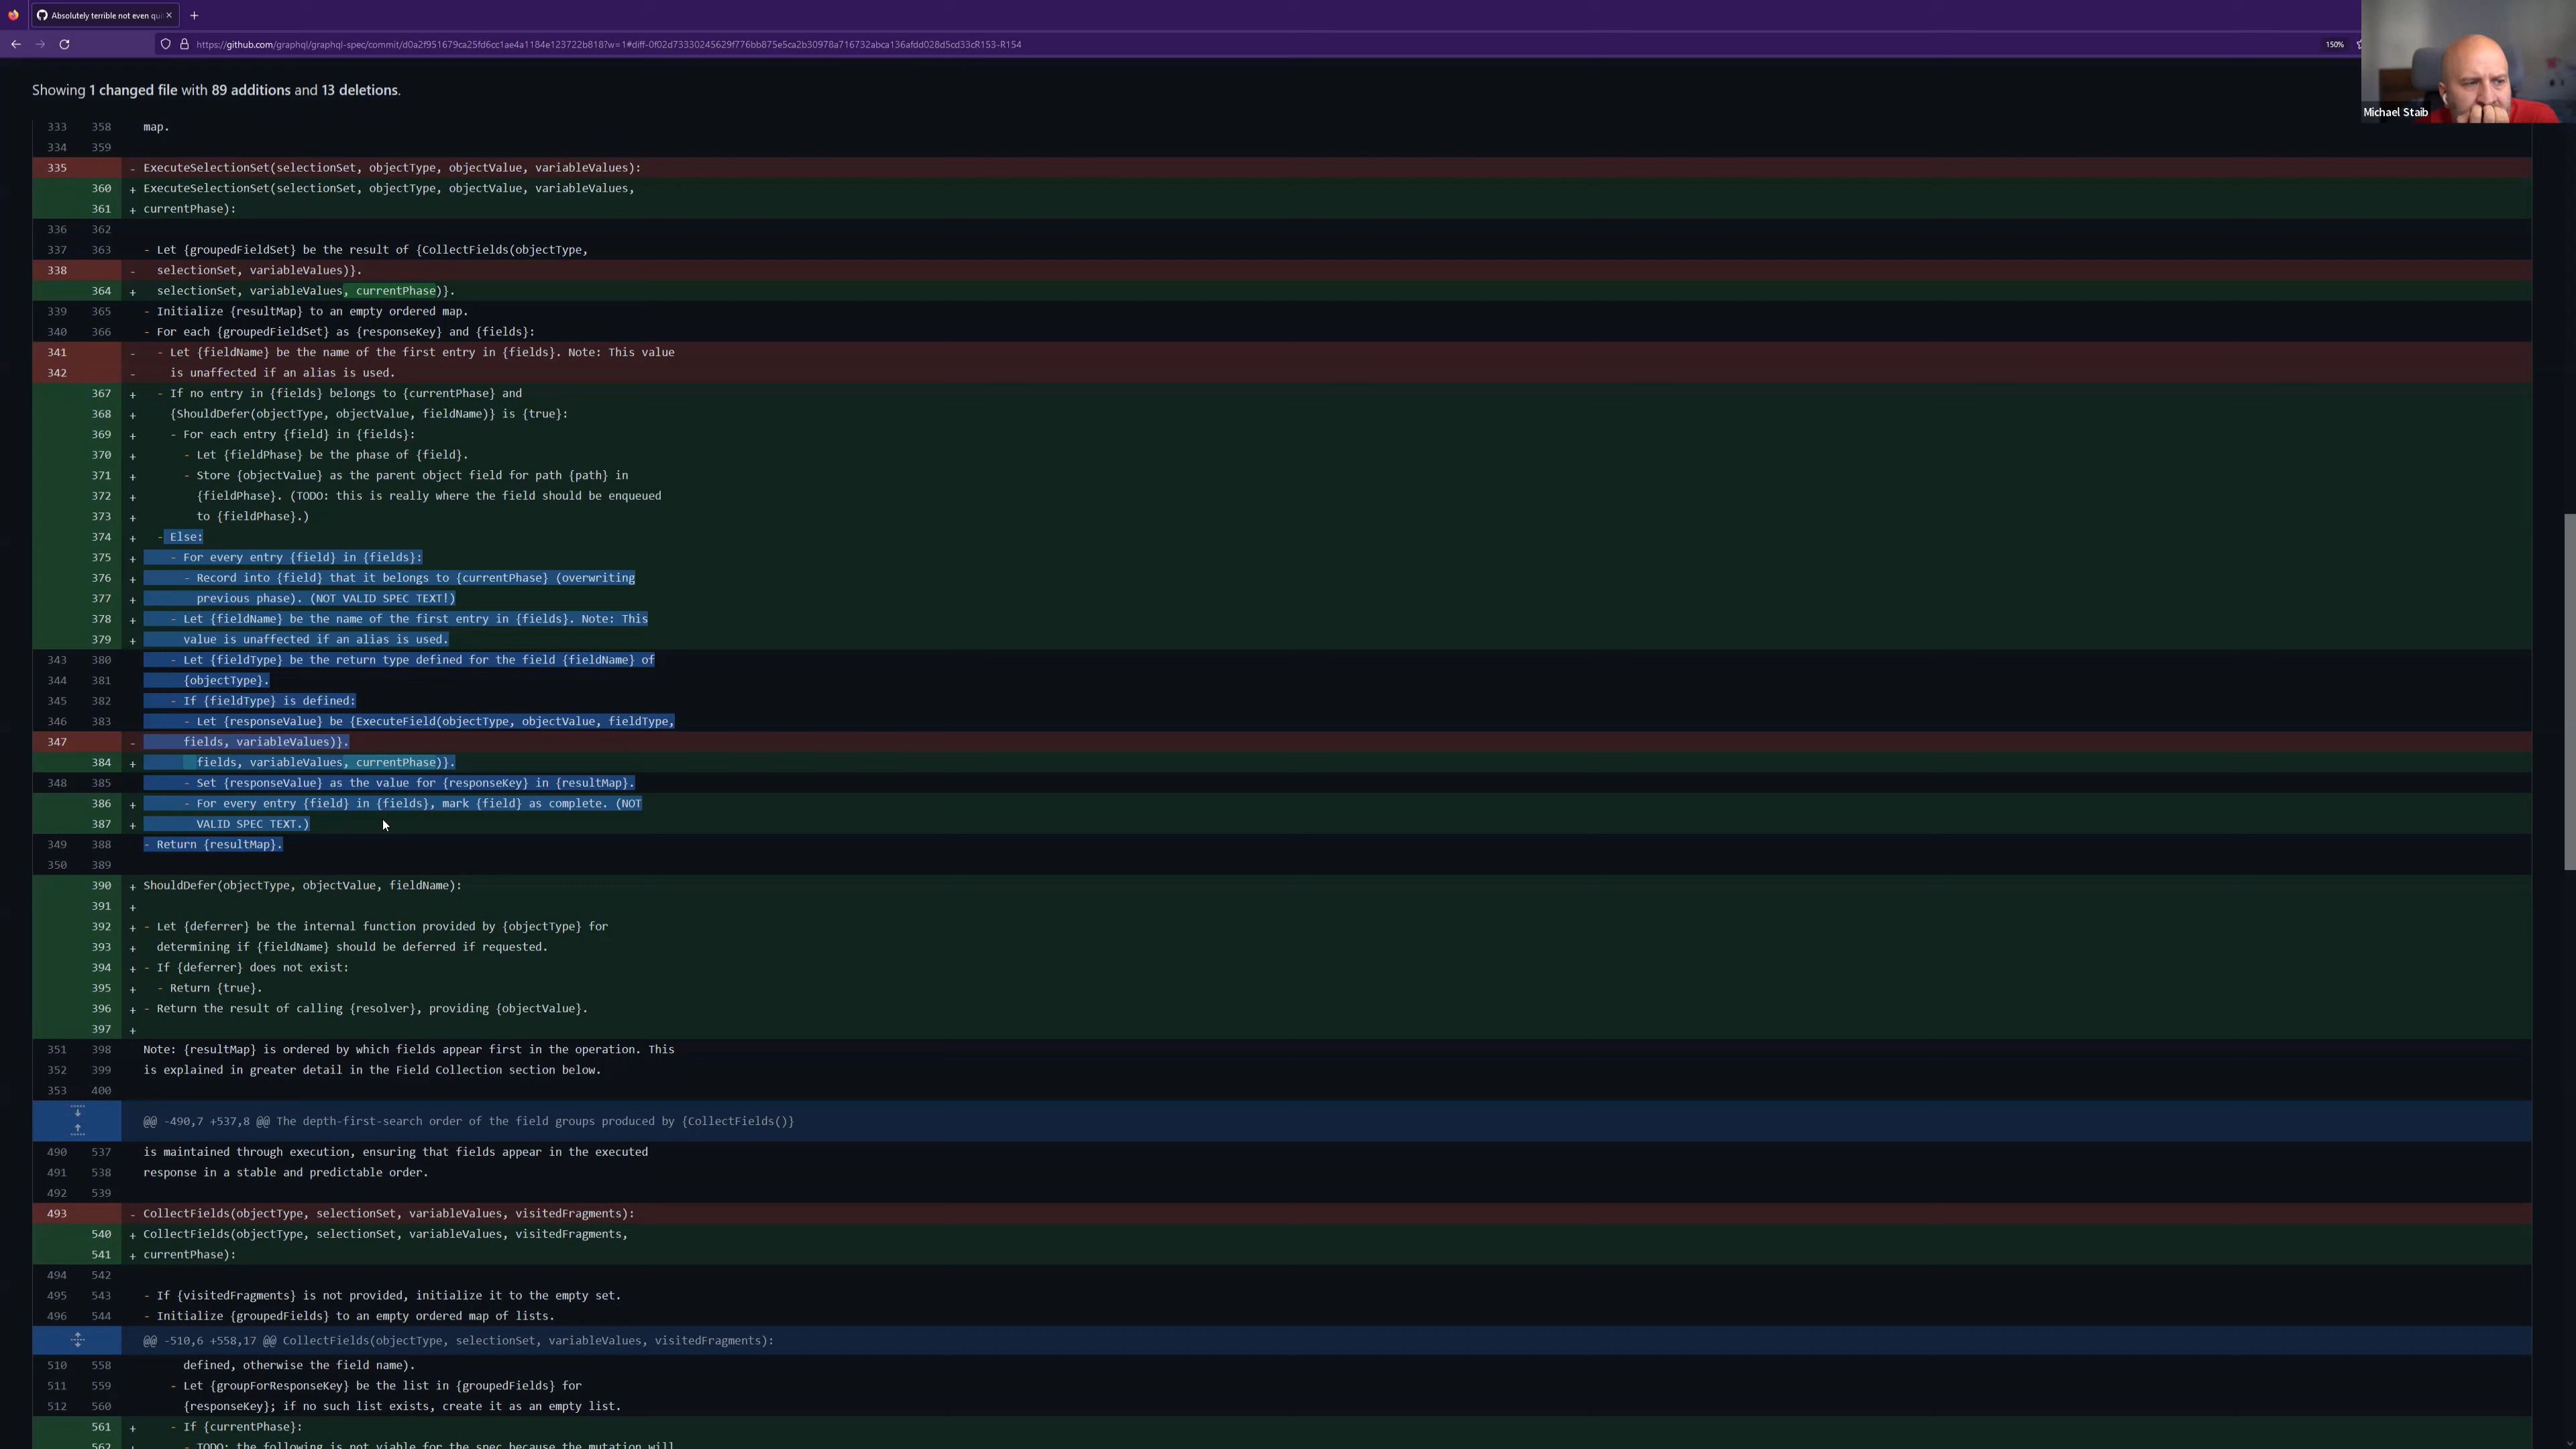 Absolutely terrible not even qui
https://github.com/graphql/graphql-spec/commit/d0a2f951679ca25fd6cc1ae4a1184e123722b818?w=1#diff-0f02d73330245629f776bb875e5ca2b30978a716732abca136afdd028d5cd33cR153-R154
150%
Michael Staib
Showing 1 changed file with 89 additions and 13 deletions.
333 358 map.
334 359
335 - ExecuteSelectionSet(selectionSet, objectType, objectValue, variableValues):
360 + ExecuteSelectionSet(selectionSet, objectType, objectValue, variableValues,
361 + currentPhase):
336 362
337 363 - Let {groupedFieldSet} be the result of {CollectFields(objectType,
338 - selectionSet, variableValues)}.
364 + selectionSet, variableValues, currentPhase)}.
339 365 - Initialize {resultMap} to an empty ordered map.
340 366 - For each {groupedFieldSet} as {responseKey} and {fields}:
341 - - Let {fieldName} be the name of the first entry in {fields}. Note: This value
342 - is unaffected if an alias is used.
367 + - If no entry in {fields} belongs to {currentPhase} and
368 + {ShouldDefer(objectType, objectValue, fieldName)} is {true}:
369 + - For each entry {field} in {fields}:
370 + - Let {fieldPhase} be the phase of {field}.
371 + - Store {objectValue} as the parent object field for path {path} in
372 + {fieldPhase}. (TODO: this is really where the field should be enqueued
373 + to {fieldPhase}.)
374 + - Else:
375 + - For every entry {field} in {fields}:
376 + - Record into {field} that it belongs to {currentPhase} (overwriting
377 + previous phase). (NOT VALID SPEC TEXT!)
378 + - Let {fieldName} be the name of the first entry in {fields}. Note: This
379 + value is unaffected if an alias is used.
343 380 - Let {fieldType} be the return type defined for the field {fieldName} of
344 381 {objectType}.
345 382 - If {fieldType} is defined:
346 383 - Let {responseValue} be {ExecuteField(objectType, objectValue, fieldType,
347 - fields, variableValues)}.
384 + fields, variableValues, currentPhase)}.
348 385 - Set {responseValue} as the value for {responseKey} in {resultMap}.
386 + - For every entry {field} in {fields}, mark {field} as complete. (NOT
387 + VALID SPEC TEXT.)
349 388 - Return {resultMap}.
350 389
390 + ShouldDefer(objectType, objectValue, fieldName):
391 +
392 + - Let {deferrer} be the internal function provided by {objectType} for
393 + determining if {fieldName} should be deferred if requested.
394 + - If {deferrer} does not exist:
395 + - Return {true}.
396 + - Return the result of calling {resolver}, providing {objectValue}.
397 +
351 398 Note: {resultMap} is ordered by which fields appear first in the operation. This
352 399 is explained in greater detail in the Field Collection section below.
353 400
@@ -490,7 +537,8 @@ The depth-first-search order of the field groups produced by {CollectFields()}
490 537 is maintained through execution, ensuring that fields appear in the executed
491 538 response in a stable and predictable order.
492 539
493 - CollectFields(objectType, selectionSet, variableValues, visitedFragments):
540 + CollectFields(objectType, selectionSet, variableValues, visitedFragments,
541 + currentPhase):
494 542
495 543 - If {visitedFragments} is not provided, initialize it to the empty set.
496 544 - Initialize {groupedFields} to an empty ordered map of lists.
@@ -510,6 +558,17 @@ CollectFields(objectType, selectionSet, variableValues, visitedFragments):
510 558 defined, otherwise the field name).
511 559 - Let {groupForResponseKey} be the list in {groupedFields} for
512 560 {responseKey}; if no such list exists, create it as an empty list.
561 + - If {currentPhase}:
562 + - TODO: the following is not viable for the spec because the mutation will